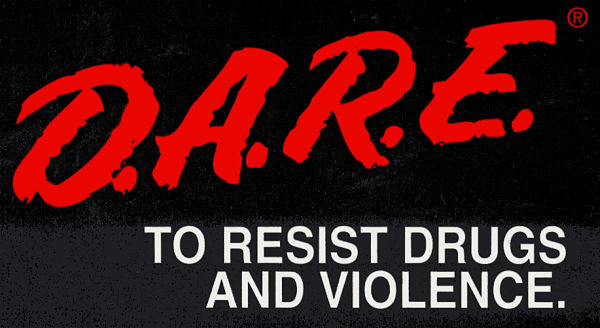 D.A.R.E.®
TO RESIST DRUGS
AND VIOLENCE.